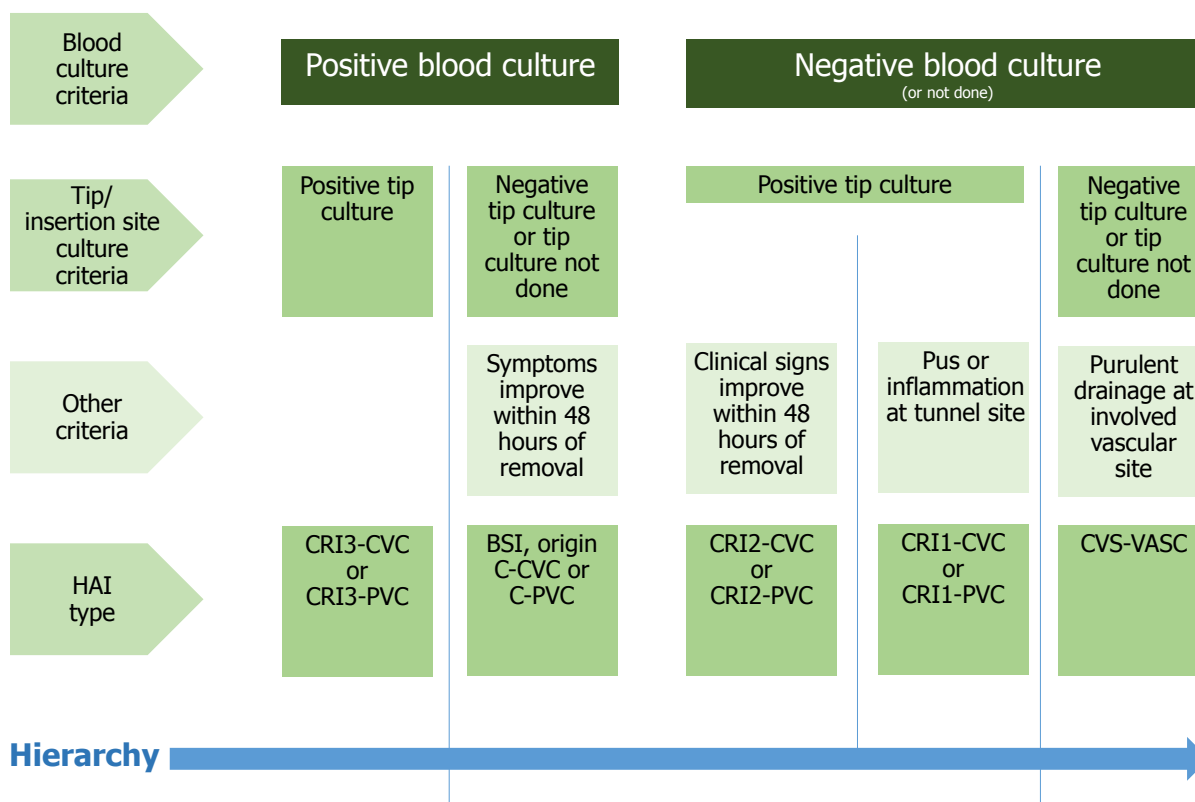 Blood
culture
criteria
Positive blood culture
Negative blood culture
(or not done)
Tip/
insertion site
culture
criteria
Positive tip
culture
Negative
tip culture
or tip
culture not
done
Positive tip culture
Negative
tip culture
or tip
culture not
done
Other
criteria
Symptoms
improve
within 48
hours of
removal
Clinical signs
improve
within 48
hours of
removal
Pus or
inflammation
at tunnel site
Purulent
drainage at
involved
vascular
site
HAI
type
CRI3-CVC
or
CRI3-PVC
BSI, origin
C-CVC or
C-PVC
CRI2-CVC
or
CRI2-PVC
CRI1-CVC
or
CRI1-PVC
CVS-VASC
Hierarchy